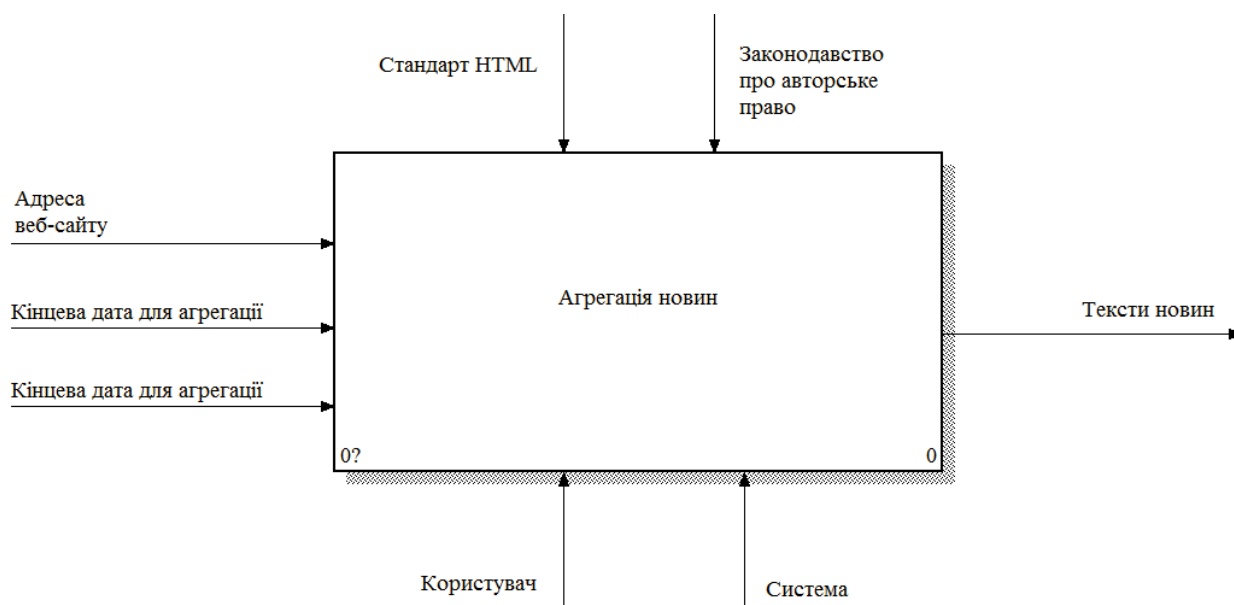 Стандарт HTML
Законодавство
про авторське
право
Адреса
веб-сайту
Кінцева дата для агрегації
Кінцева дата для агрегації
Агрегація новин
Тексти новин
0?
0
Користувач
Система